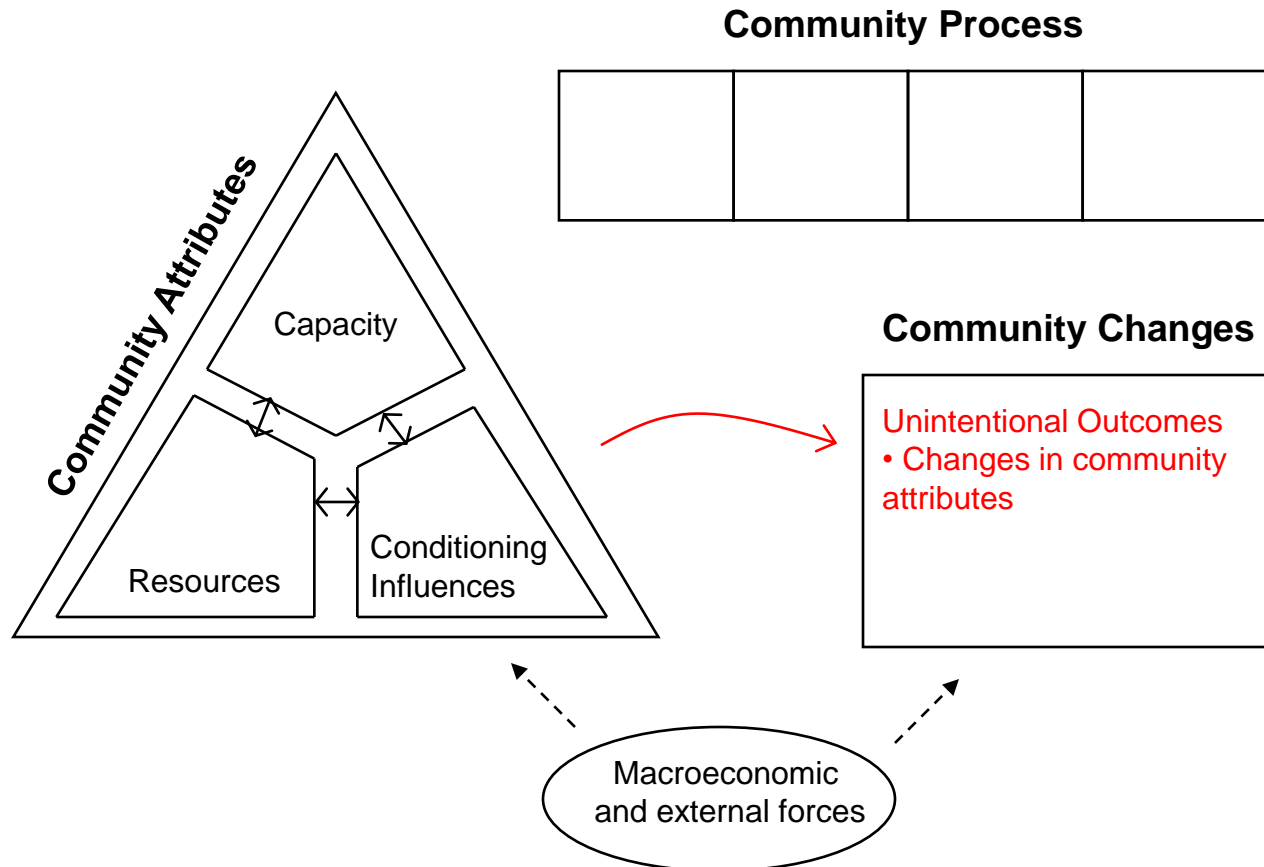 Community Process
Community Attributes
Capacity
Community Changes
Unintentional Outcomes
• Changes in community
attributes
Resources
Conditioning
Influences
Macroeconomic
and external forces